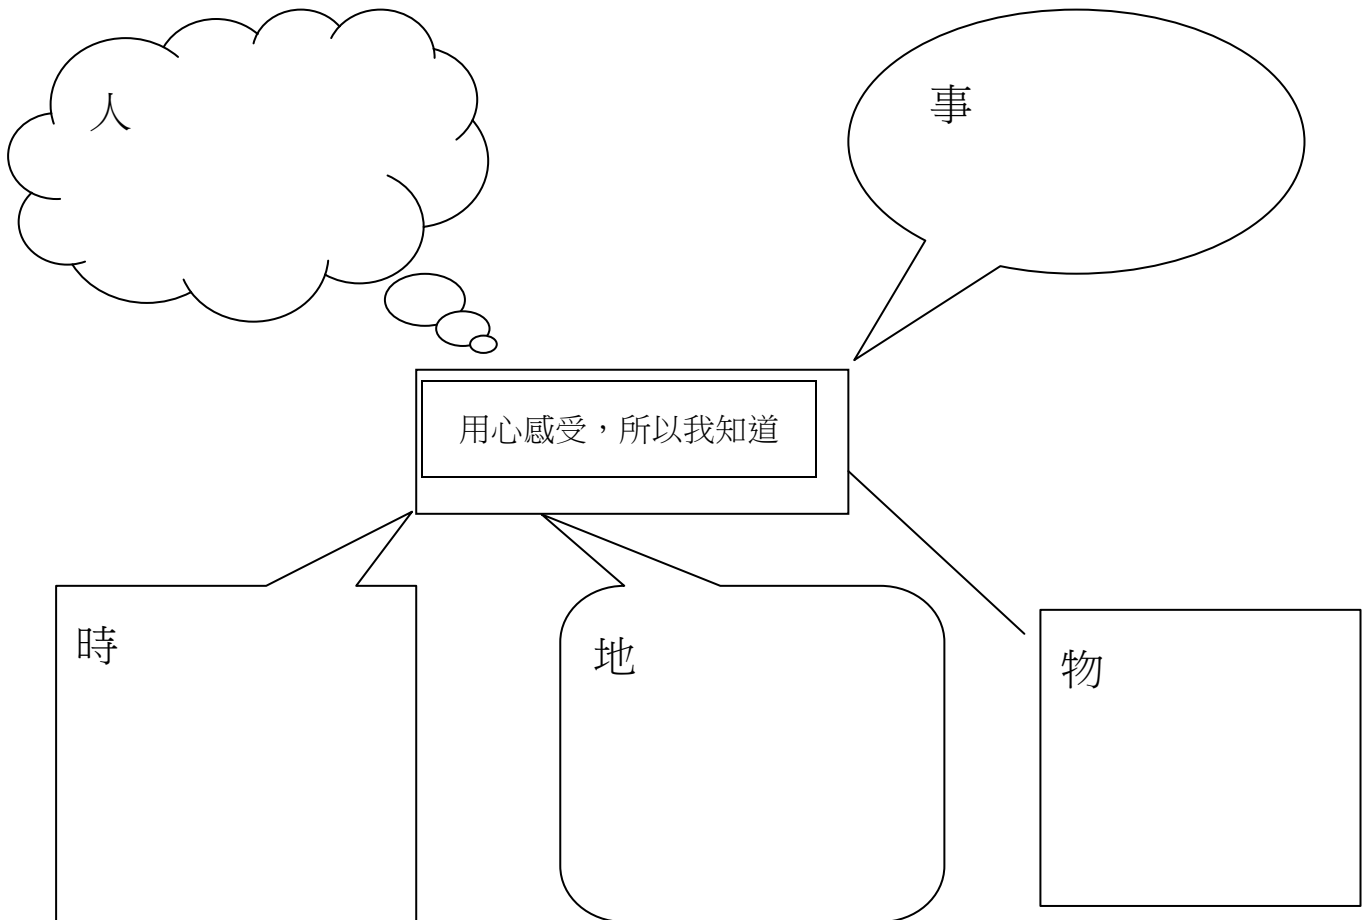 人
事
用心感受，所以我知道
時
地
物